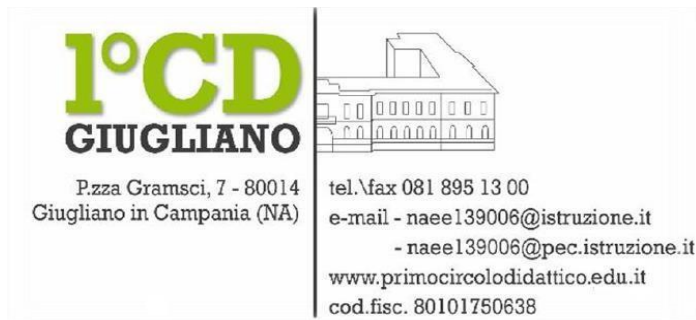 1°CD
GIUGLIANO
P.zza Gramsci, 7 - 80014
Giugliano in Campania (NA)
tel.\fax 081 895 13 00
e-mail - naee139006@istruzione.it
- naee139006@pec.istruzione.it
www.primocircolodidattico.edu.it
cod.fisc. 80101750638